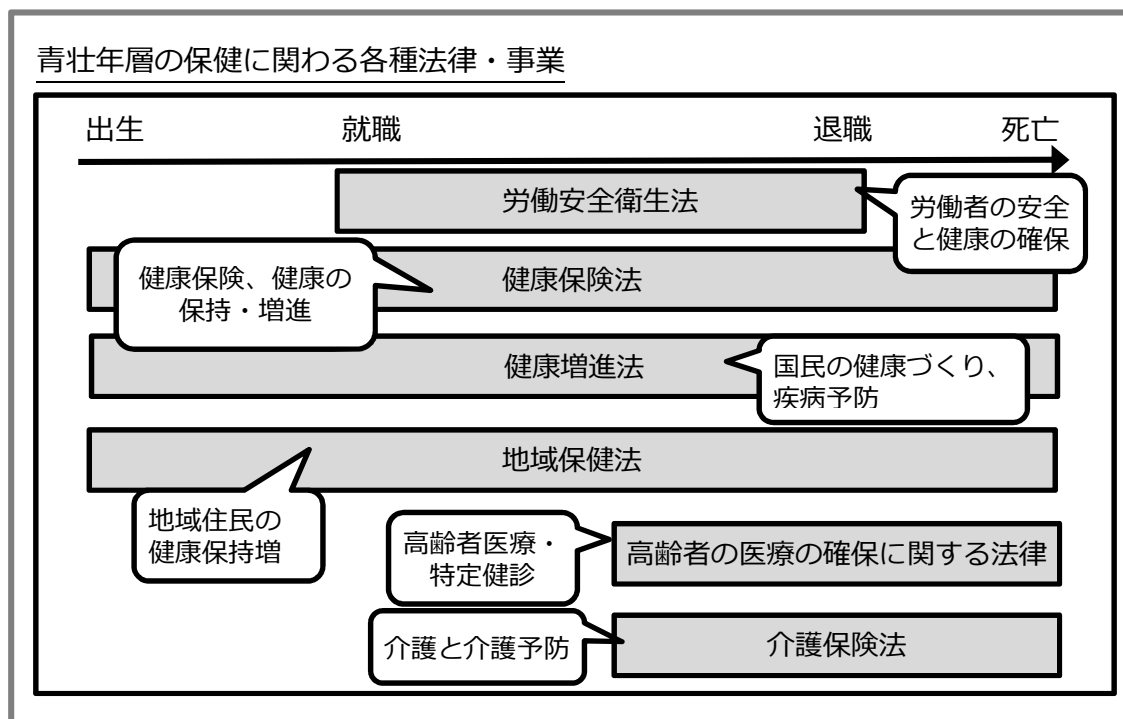 青壮年層の保健に関わる各種法律・事業
出生 就職 退職 死亡
労働安全衛生法
労働者の安全
と健康の確保
健康保険、健康の
保持・増進
健康保険法
健康増進法
国民の健康づくり、
疾病予防
地域保健法
地域住民の
健康保持増
高齢者医療・
特定健診
高齢者の医療の確保に関する法律
介護と介護予防
介護保険法